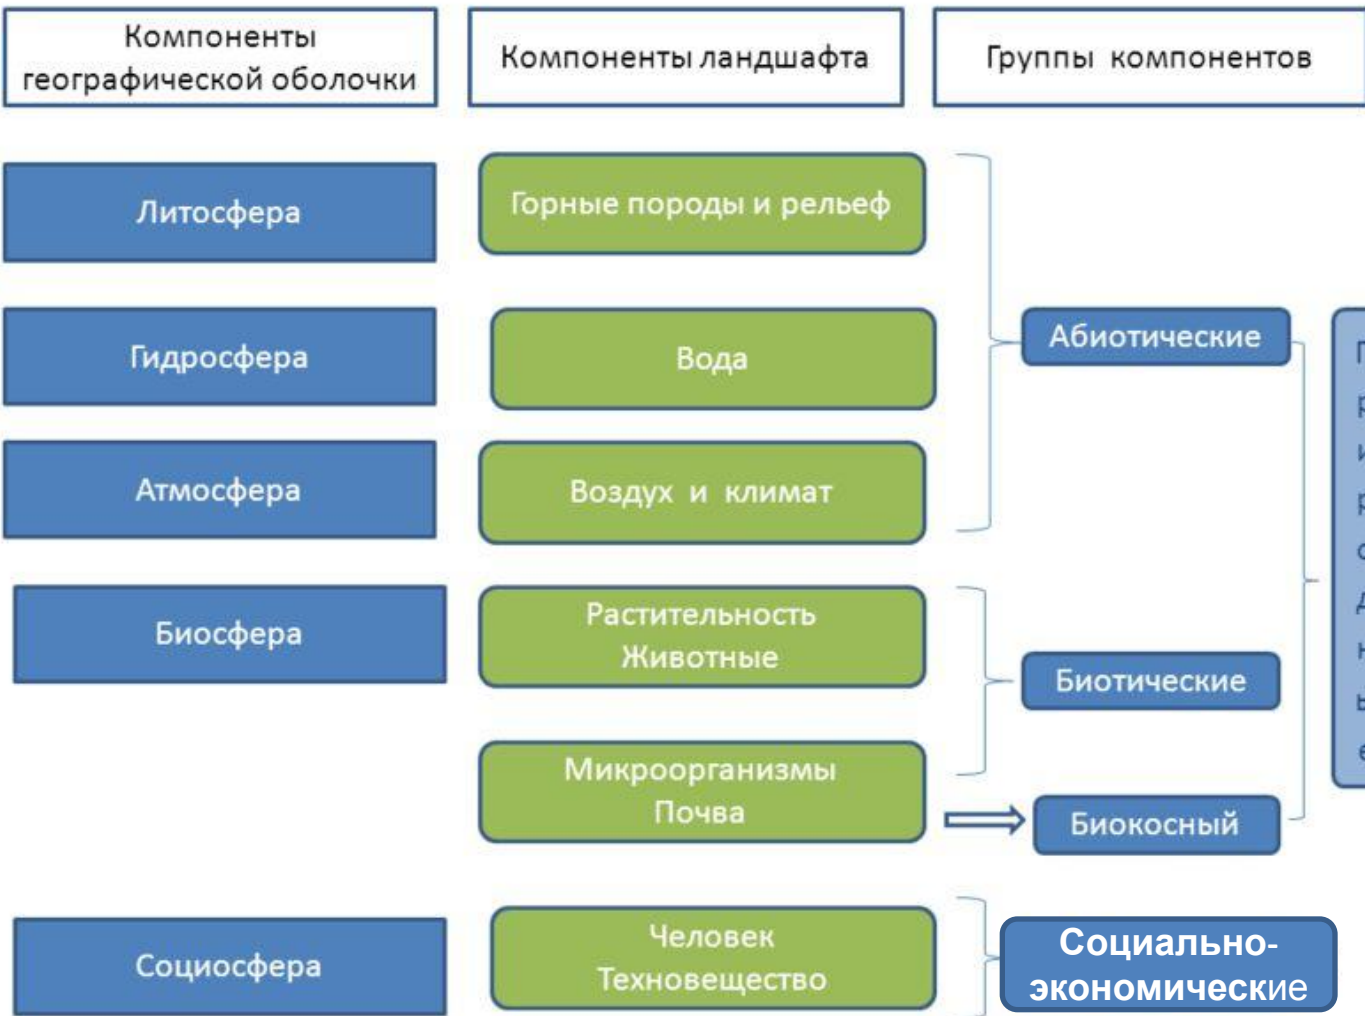 Компоненты
географической оболочки
Компоненты ландшафта
Группы компонентов
Литосфера
Горные породы и рельеф
Гидросфера
Вода
Абиотические
Атмосфера
Воздух и климат
Биосфера
Растительность
Животные
Биотические
Микроорганизмы
Почва
Биокосный
Социосфера
Человек
Техновещество
Социально-
экономические